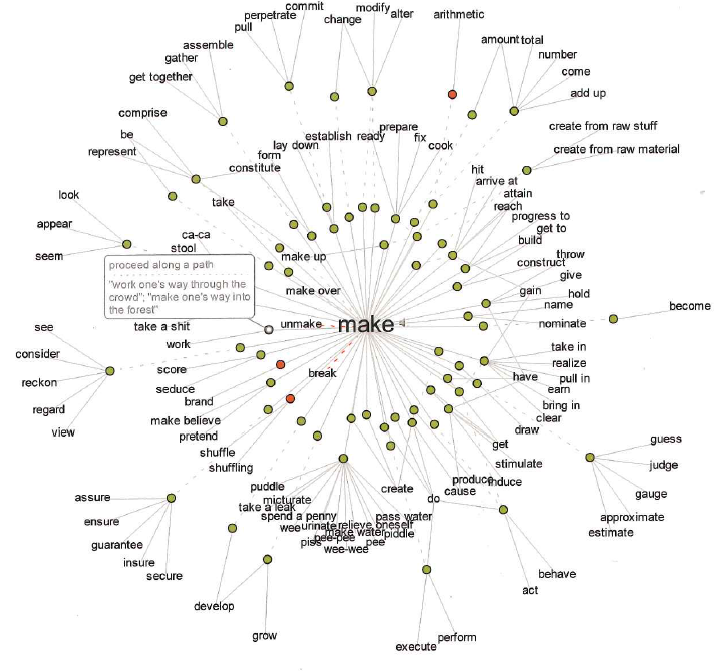 commit
perpetrate
modify
alter
arithmetic
change
pull
amount total
assemble
number
gather
come
get together
add up
comprise
create from raw stuff
be
establish ready prepare fix
represent
lay down
cook
create from raw material
form
constitute
hit
arrive at
look
take
attain
reach
appear
progress to
ca-ca
get to
stool
build
seem
make up
throw
construct
proceed along a path
give
"work one's way through the
crowd"; "make one's way into
the forest"
make over
gain
hold
name
become
see
take a shit
unmake
make
nominate
work
consider
take in
score
realize
reckon
break
have
pull in
seduce
earn
brand
bring in
regard
make believe
clear
view
pretend
draw
guess
shuffle
get
shuffling
stimulate
judge
puddle
produce
induce
gauge
assure
micturate
create
do
cause
take a leak
ensure
spend a penny
pass water
approximate
wee
urinate
relieve oneself
guarantee
make water
piddle
estimate
piss
pee-pee
pee
insure
wee-wee
secure
behave
act
develop
grow
perform
execute